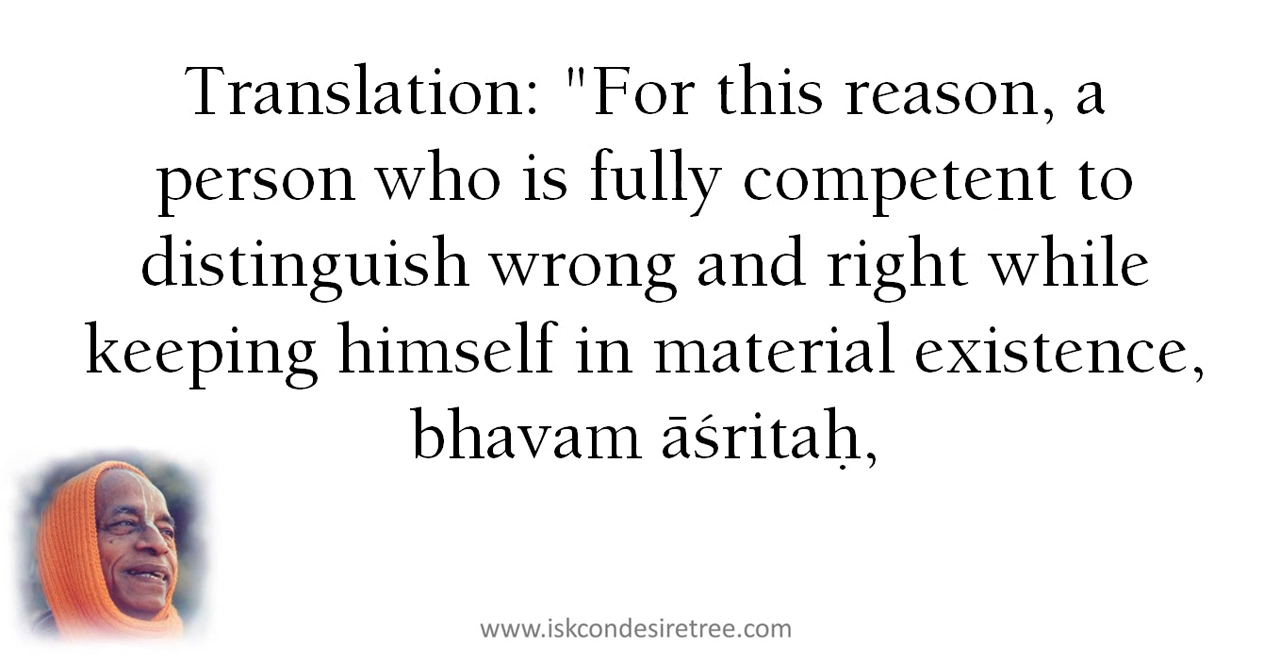 Translation: "For this reason, a
person who is fully competent to
distinguish wrong and right while
keeping himself in material existence,
bhavam āśritaḥ,
www.iskcondesiretree.com